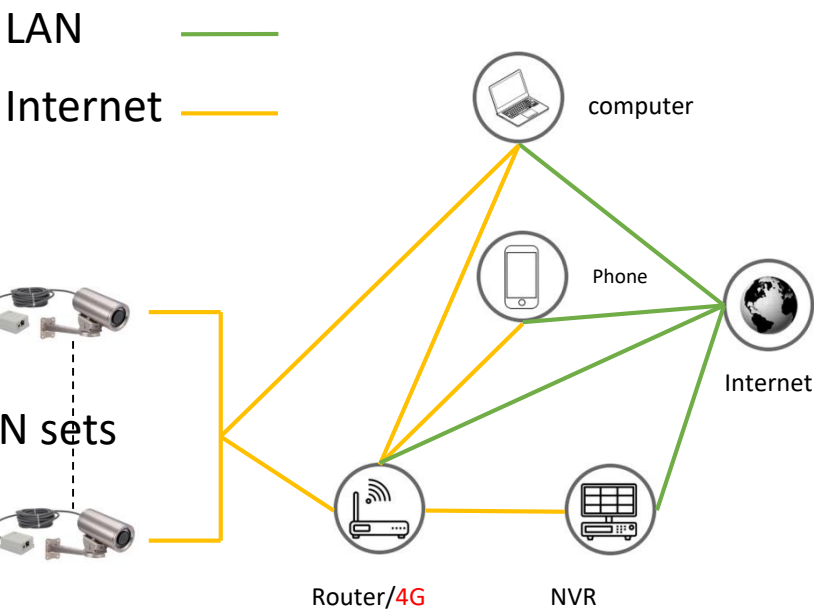 LAN
Internet
computer
Phone
Internet
N sets
Router/4G
NVR